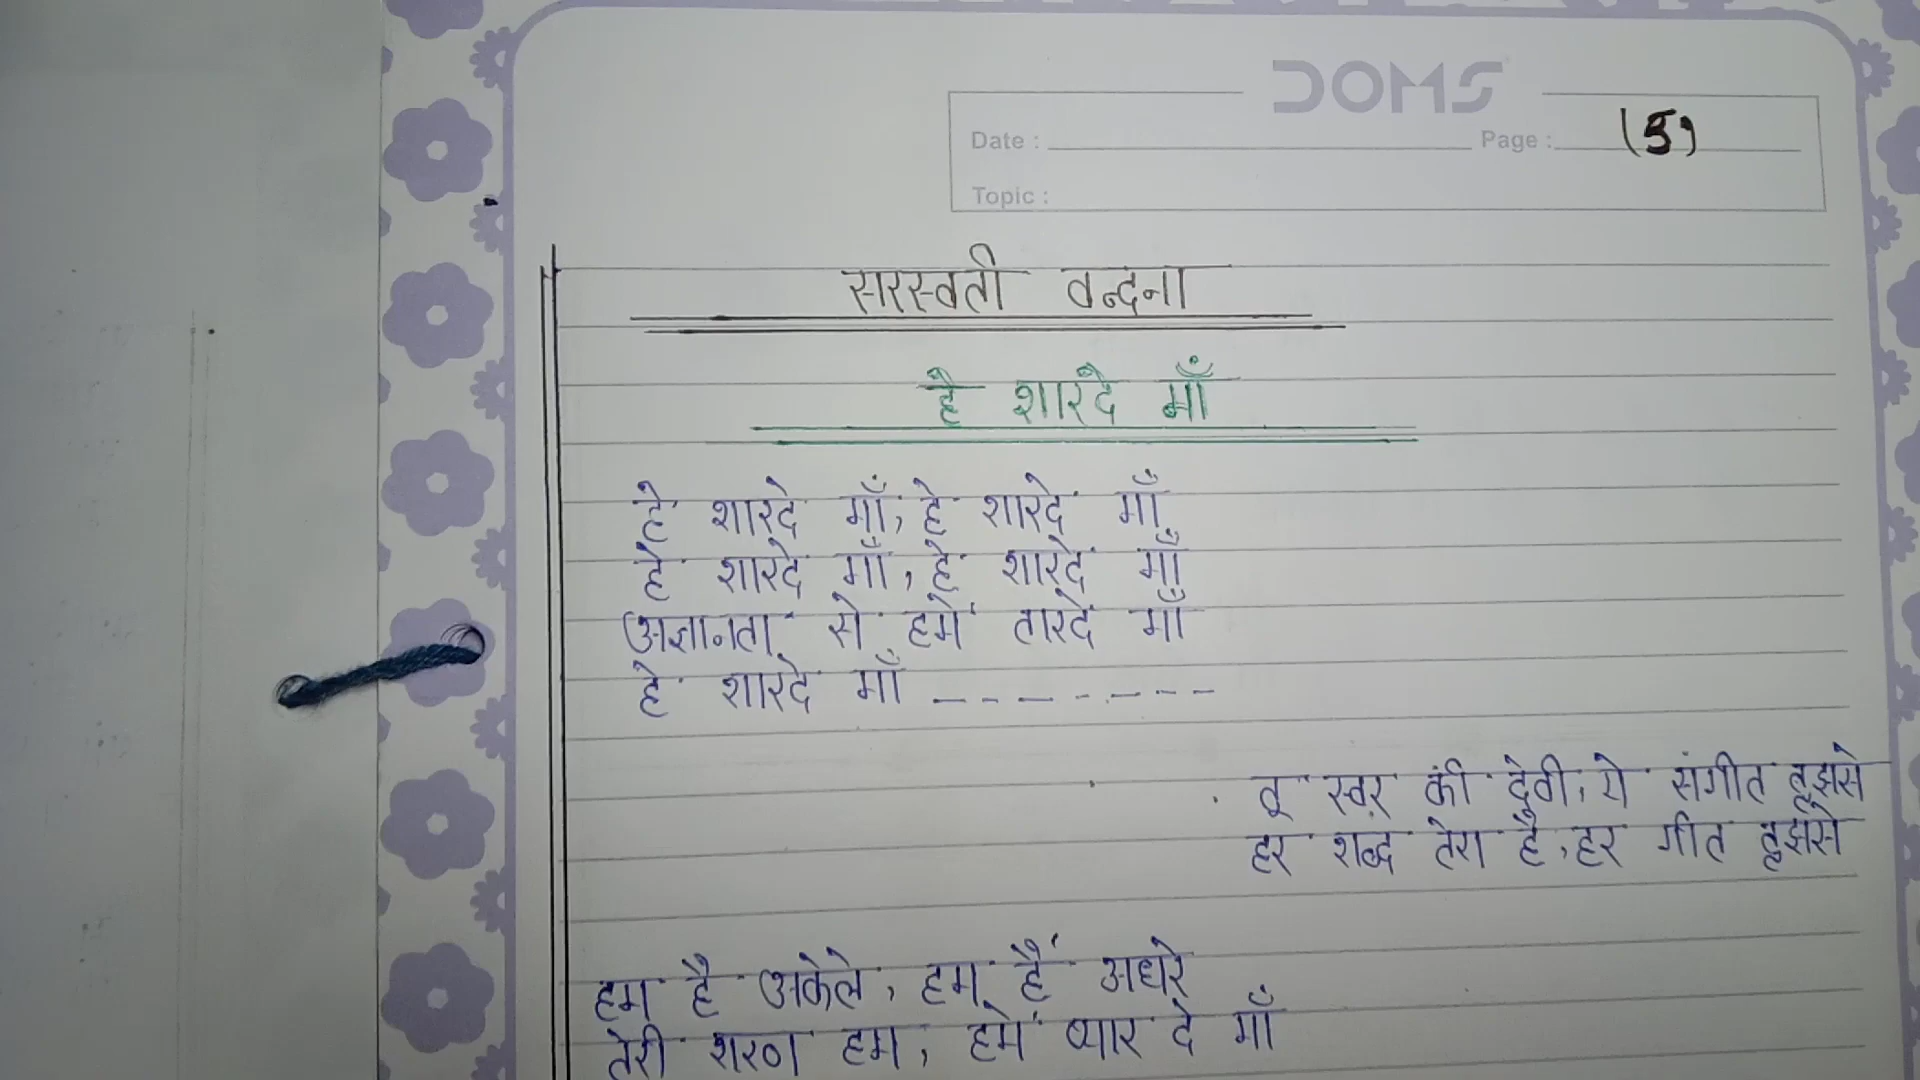 DOMS
Date : Page : (5)
Topic :
सरस्वती वन्दना
हे शारदे माँ
हे शारदे माँ, हे शारदे माँ
हे शारदे माँ, हे शारदे माँ
अज्ञानता से हमें तारदे माँ
हे शारदे माँ --------
तू स्वर की देवी, ये संगीत तुझसे
हर शब्द तेरा है, हर गीत तुझसे
हम है अकेले, हम हैं अधरे
तेरी शरण हम, हमें प्यार दे माँ